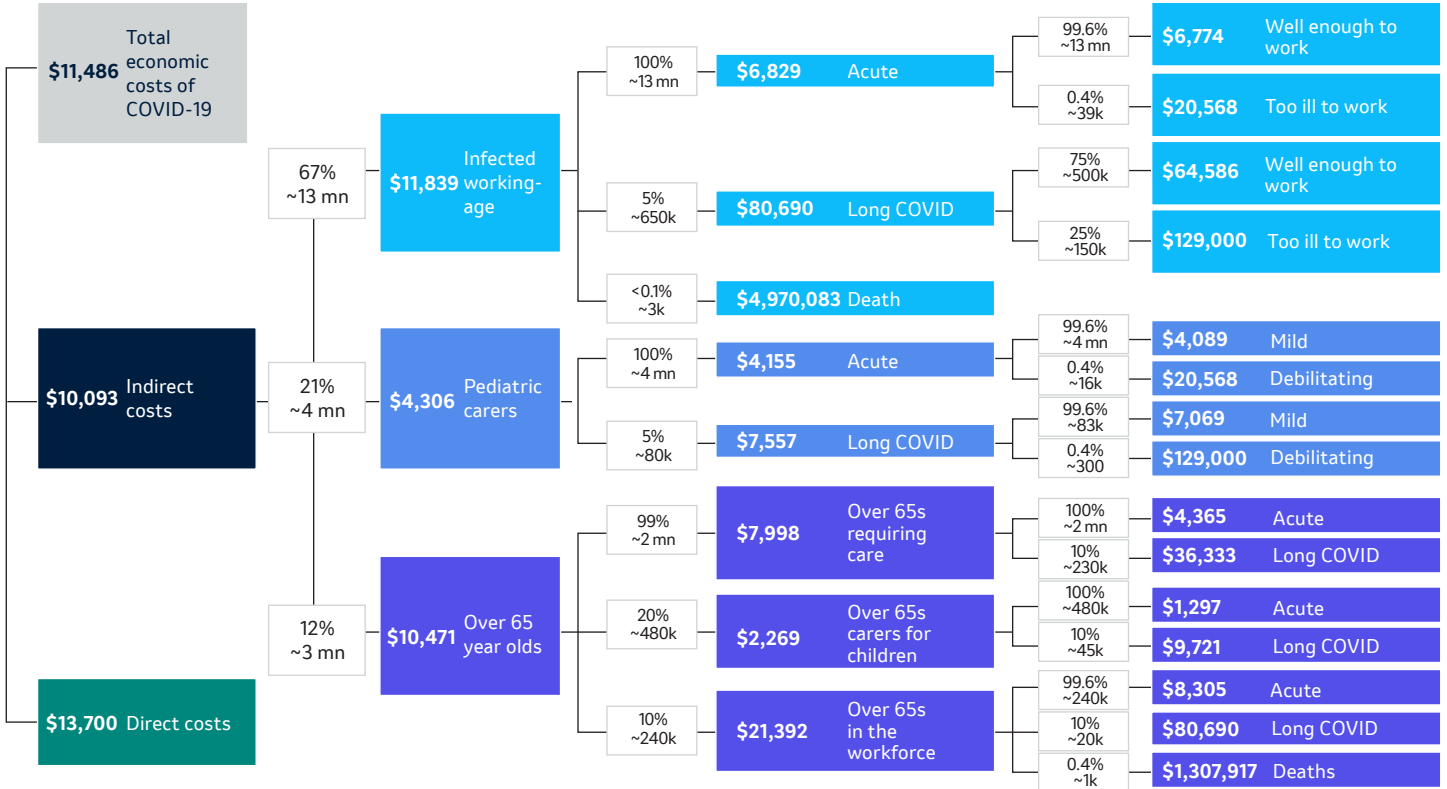 $11,486
Total
economic
costs of
COVID-19
$10,093
Indirect
costs
$13,700 Direct costs
67%
~13 mn
21%
~4 mn
12%
~3 mn
$11,839
Infected
working-
age
$4,306
Pediatric
carers
$10,471
Over 65
year olds
100%
~13 mn
$6,829 Acute
5%
~650k
$80,690 Long COVID
<0.1%
~3k
$4,970,083 Death
100%
~4 mn
$4,155 Acute
5%
~80k
$7,557 Long COVID
99%
~2 mn
$7,998
Over 65s
requiring
care
20%
~480k
$2,269
Over 65s
carers for
children
10%
~240k
$21,392
Over 65s
in the
workforce
99.6%
~13 mn
$6,774
Well enough to
work
0.4%
~39k
$20,568 Too ill to work
75%
~500k
$64,586
Well enough to
work
25%
~150k
$129,000 Too ill to work
99.6%
~4 mn
$4,089 Mild
0.4%
~16k
$20,568 Debilitating
99.6%
~83k
$7,069 Mild
0.4%
~300
$129,000 Debilitating
100%
~2 mn
$4,365 Acute
10%
~230k
$36,333 Long COVID
100%
~480k
$1,297 Acute
10%
~45k
$9,721 Long COVID
99.6%
~240k
$8,305 Acute
10%
~20k
$80,690 Long COVID
0.4%
~1k
$1,307,917 Deaths